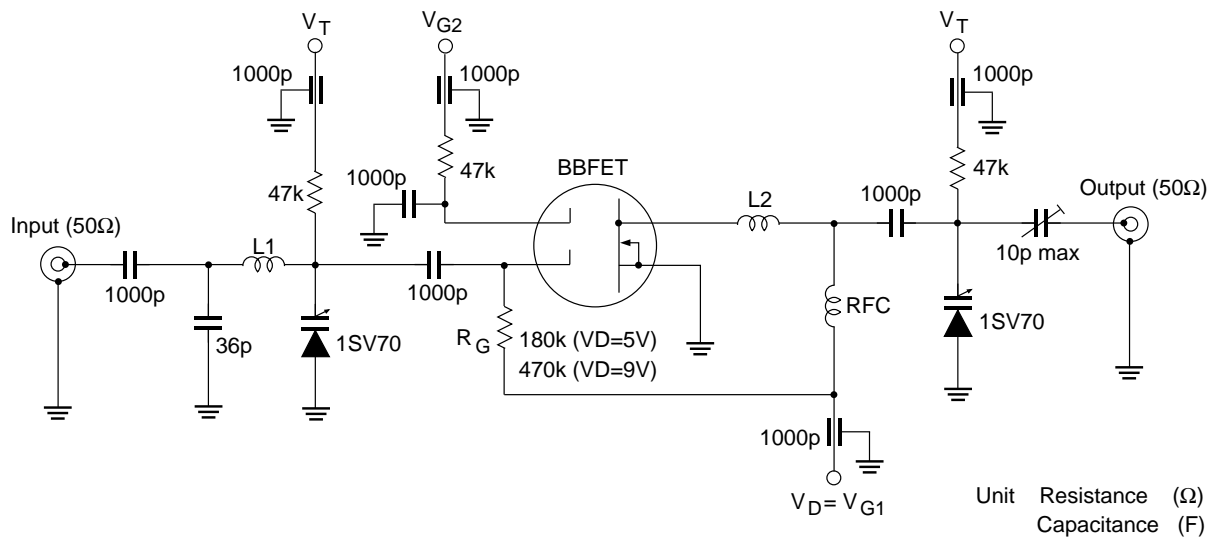 V_T
V_G2
V_T
1000p
1000p
1000p
47k
BBFET
47k
1000p
47k
L2
1000p
Output (50Ω)
Input (50Ω)
L1
10p max
1000p
1000p
RFC
36p
1SV70
R_G
180k (VD=5V)
470k (VD=9V)
1SV70
1000p
V_D= V_G1
Unit Resistance (Ω)
Capacitance (F)